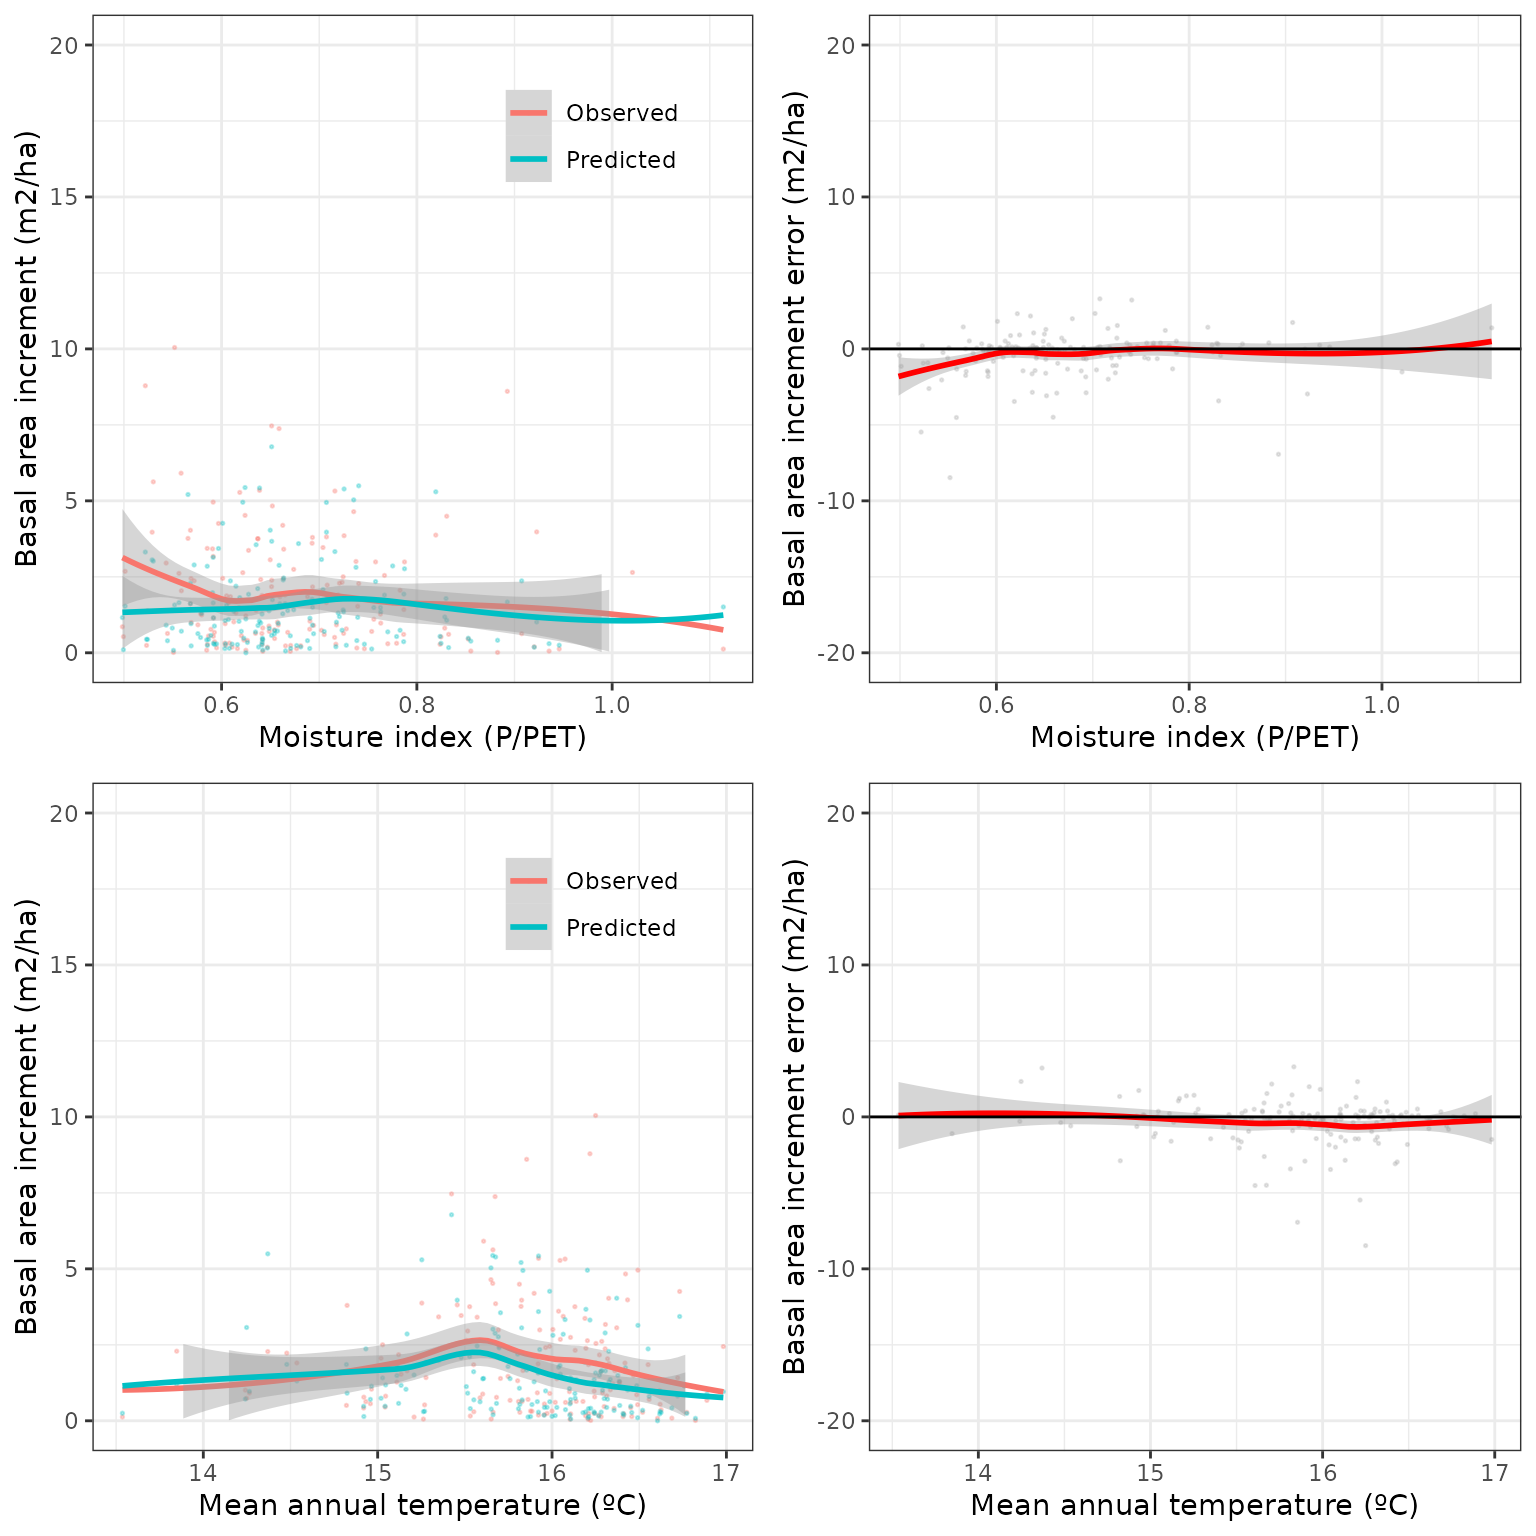 Basal area increment (m2/ha)
20
15
10
5
0
Observed
Predicted
0.6 0.8 1.0
Moisture index (P/PET)
Basal area increment error (m2/ha)
20
10
0
-10
-20
0.6 0.8 1.0
Moisture index (P/PET)
Basal area increment (m2/ha)
20
15
10
5
0
Observed
Predicted
14 15 16 17
Mean annual temperature (ºC)
Basal area increment error (m2/ha)
20
10
0
-10
-20
14 15 16 17
Mean annual temperature (ºC)